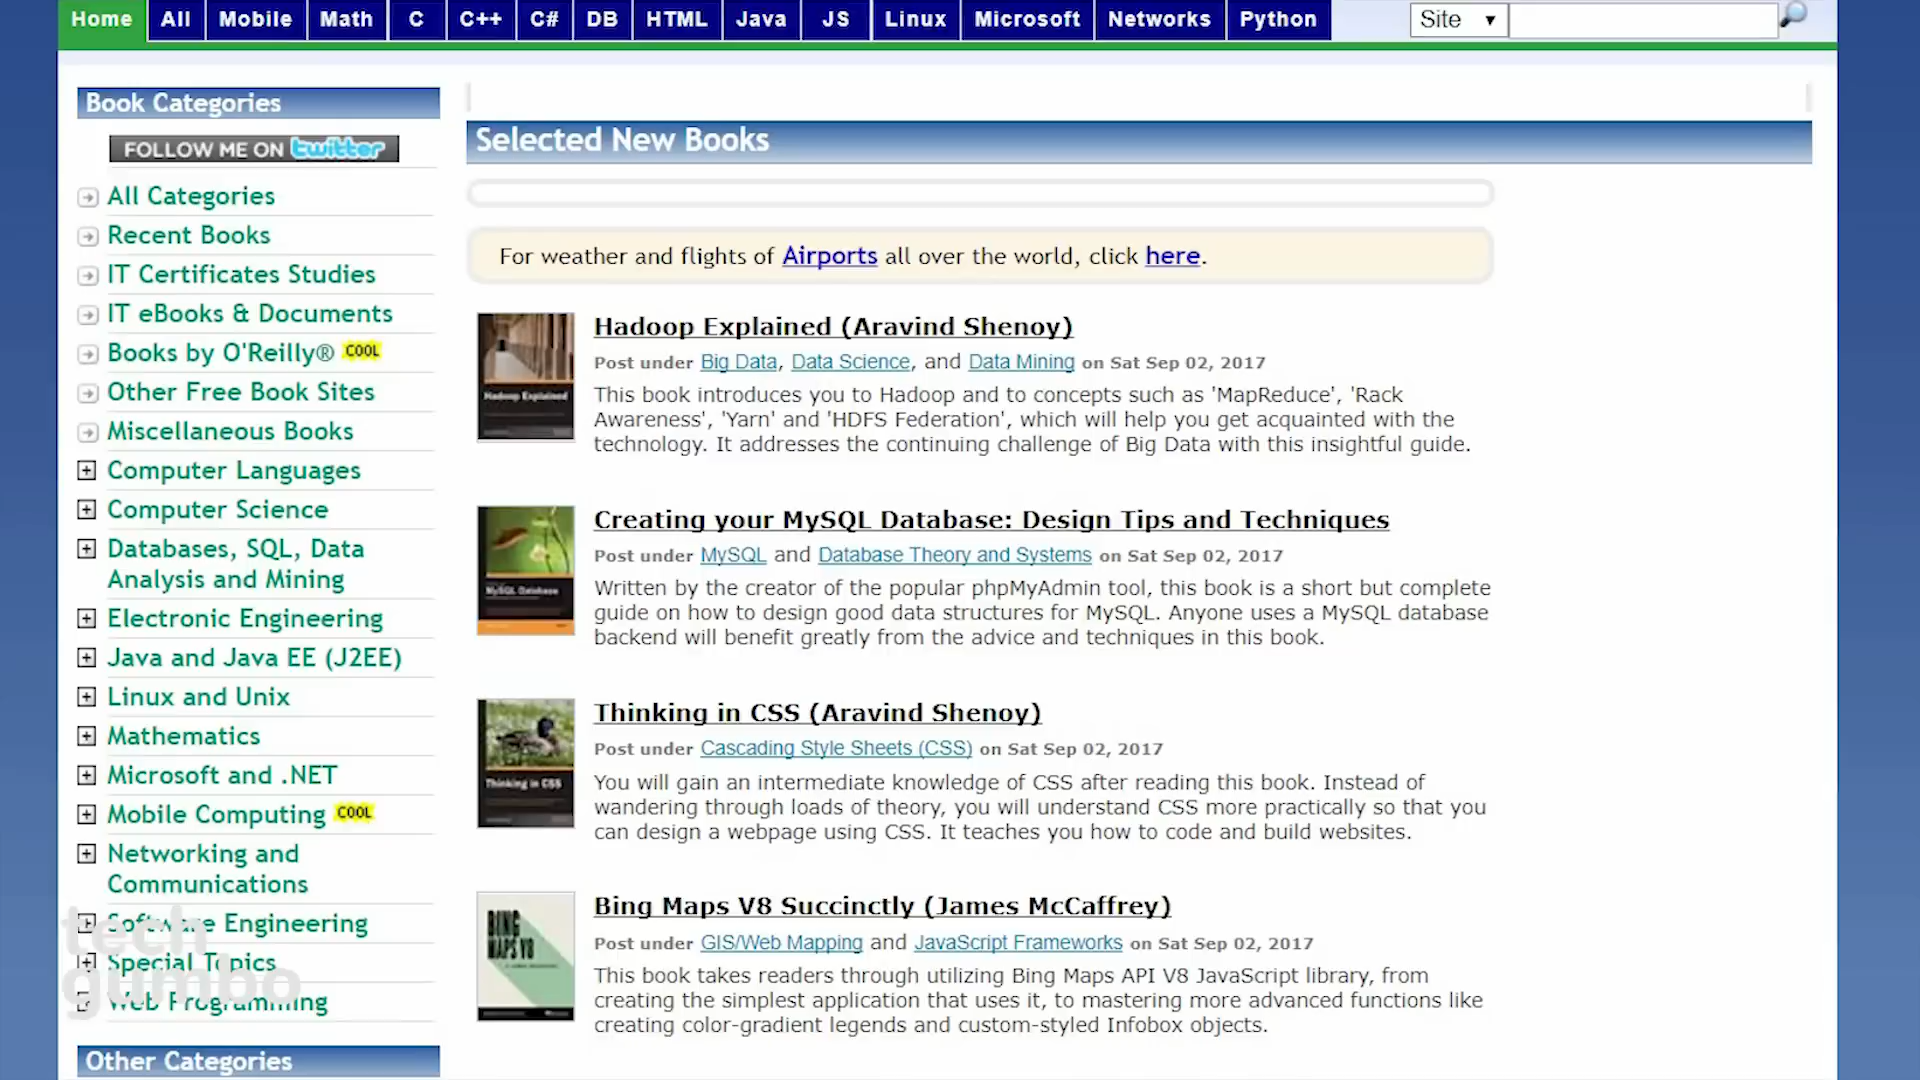 Home All Mobile Math C C++ C# DB HTML Java JS Linux Microsoft Networks Python Site
Book Categories
FOLLOW ME ON twitter
All Categories
Recent Books
IT Certificates Studies
IT eBooks & Documents
Books by O'Reilly® COOL
Other Free Book Sites
Miscellaneous Books
Computer Languages
Computer Science
Databases, SQL, Data
Analysis and Mining
Electronic Engineering
Java and Java EE (J2EE)
Linux and Unix
Mathematics
Microsoft and .NET
Mobile Computing COOL
Networking and
Communications
Software Engineering
Special Topics
Web Programming
Other Categories
tech
gumbo
Selected New Books
For weather and flights of Airports all over the world, click here.
Hadoop Explained
Hadoop Explained (Aravind Shenoy)
Post under Big Data, Data Science, and Data Mining on Sat Sep 02, 2017
This book introduces you to Hadoop and to concepts such as 'MapReduce', 'Rack
Awareness', 'Yarn' and 'HDFS Federation', which will help you get acquainted with the
technology. It addresses the continuing challenge of Big Data with this insightful guide.
MySQL Database
Creating your MySQL Database: Design Tips and Techniques
Post under MySQL and Database Theory and Systems on Sat Sep 02, 2017
Written by the creator of the popular phpMyAdmin tool, this book is a short but complete
guide on how to design good data structures for MySQL. Anyone uses a MySQL database
backend will benefit greatly from the advice and techniques in this book.
Thinking in CSS
Thinking in CSS (Aravind Shenoy)
Post under Cascading Style Sheets (CSS) on Sat Sep 02, 2017
You will gain an intermediate knowledge of CSS after reading this book. Instead of
wandering through loads of theory, you will understand CSS more practically so that you
can design a webpage using CSS. It teaches you how to code and build websites.
BING
MAPS V8
Bing Maps V8 Succinctly (James McCaffrey)
Post under GIS/Web Mapping and JavaScript Frameworks on Sat Sep 02, 2017
This book takes readers through utilizing Bing Maps API V8 JavaScript library, from
creating the simplest application that uses it, to mastering more advanced functions like
creating color-gradient legends and custom-styled Infobox objects.